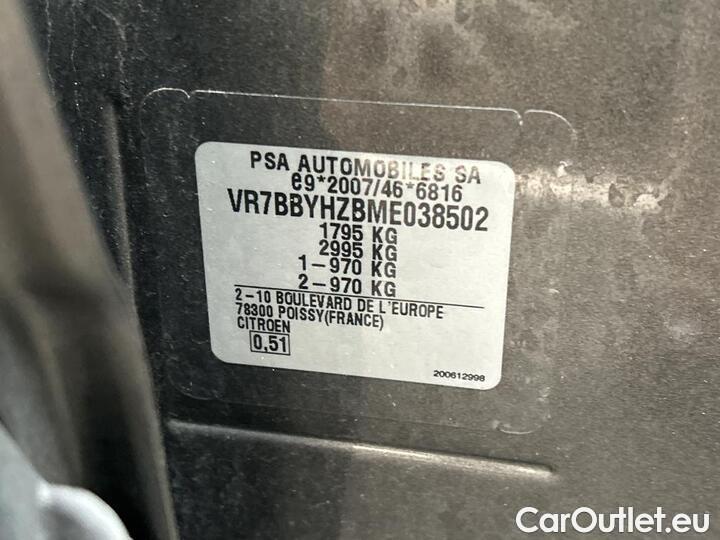 PSA AUTOMOBILES SA
e9*2007/46*6816
VR7BBYHZBME038502
1795 KG
2995 KG
1-970 KG
2-970 KG
2-10 BOULEVARD DE L'EUROPE
78300 POISSY(FRANCE)
CITROEN
0,51
200612998
CarOutlet.eu